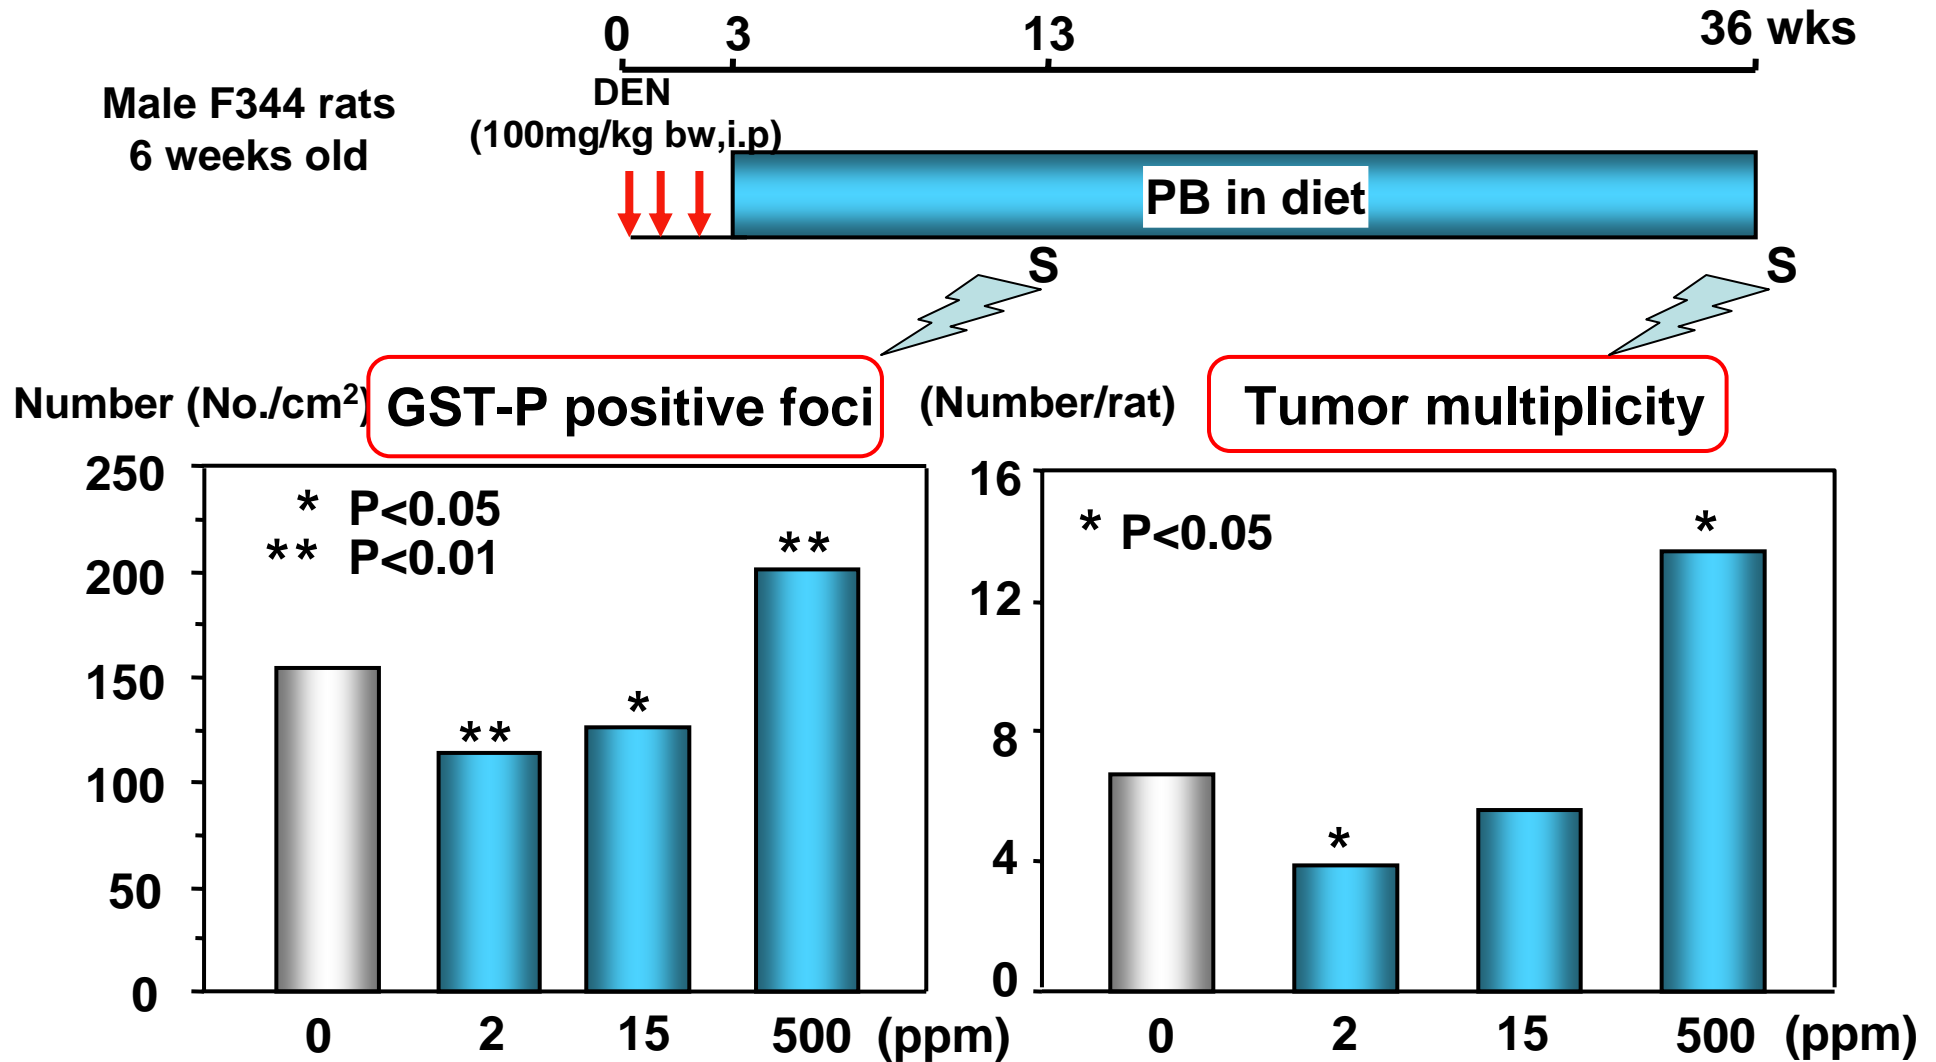 0 3 13 36 wks
Male F344 rats
6 weeks old
DEN
(100mg/kg bw,i.p)
PB in diet
S S
Number (No./cm²) GST-P positive foci
250
200
150
100
50
0
* P<0.05
** P<0.01
**
*
**
0 2 15 500 (ppm)
(Number/rat) Tumor multiplicity
16
12
8
4
0
* P<0.05
*
*
0 2 15 500 (ppm)